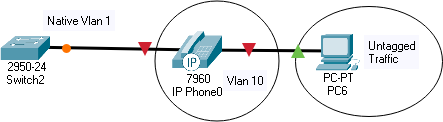 Native Vlan 1
2950-24
Switch2
IP
7960
IP Phone0
Vlan 10
PC-PT
PC6
Untagged
Traffic